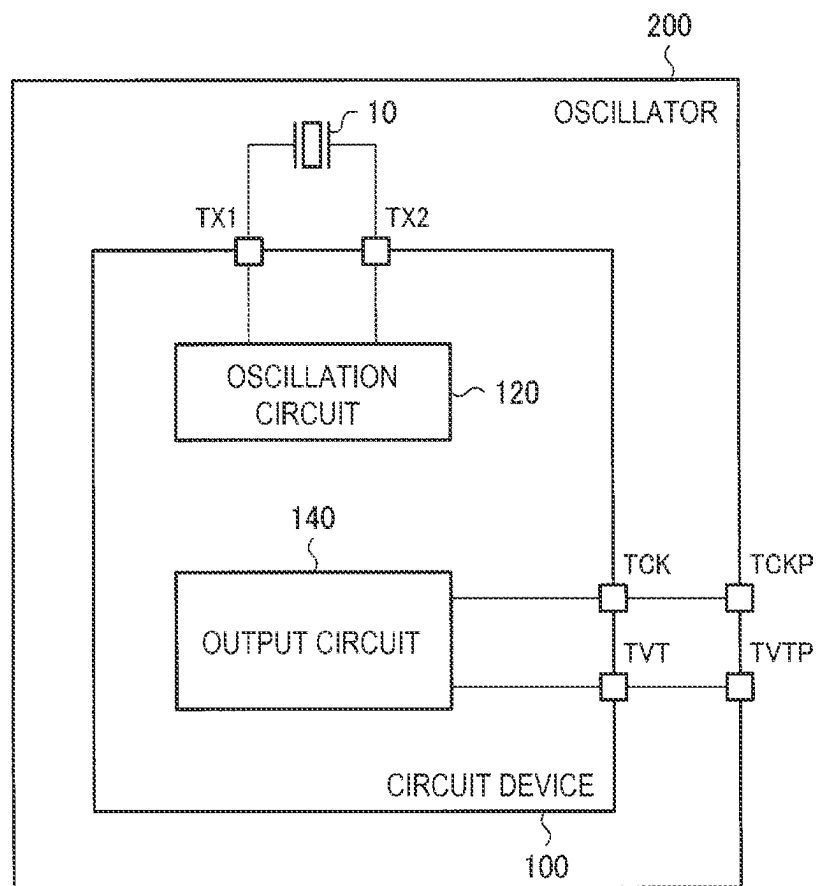 200
OSCILLATOR
10
TX1
TX2
OSCILLATION
CIRCUIT
120
140
TCK
TCKP
OUTPUT CIRCUIT
TVT
TVTP
CIRCUIT DEVICE
100